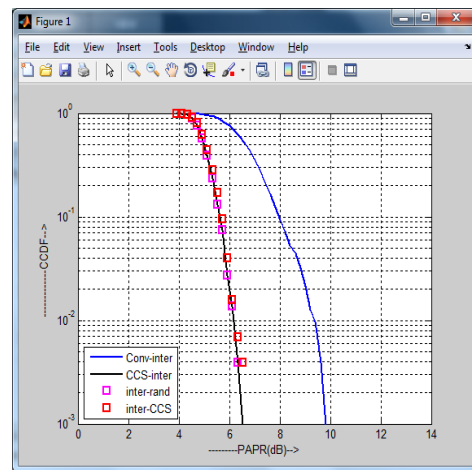 Figure 1
File Edit View Insert Tools Desktop Window Help
10^0
10^-1
10^-2
10^-3
------------CCDF-->
Conv-inter
CCS-inter
inter-rand
inter-CCS
2 4 6 8 10 12 14
---------PAPR(dB)-->